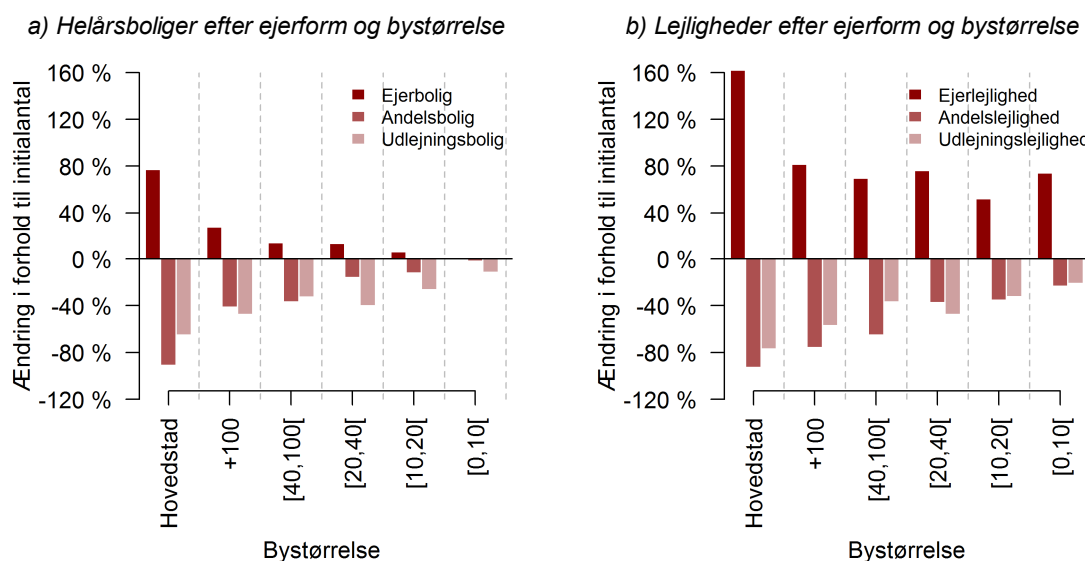 a) Helårsboliger efter ejerform og bystørrelse
Ændring i forhold til initialantal
160 %
120 %
80 %
40 %
0 %
-40 %
-80 %
-120 %
Ejerbolig
Andelsbolig
Udlejningsbolig
Hovedstad
+100
[40,100[
[20,40[
[10,20[
[0,10[
Bystørrelse
b) Lejligheder efter ejerform og bystørrelse
Ændring i forhold til initialantal
160 %
120 %
80 %
40 %
0 %
-40 %
-80 %
-120 %
Ejerlejlighed
Andelslejlighed
Udlejningslejlighed
Hovedstad
+100
[40,100[
[20,40[
[10,20[
[0,10[
Bystørrelse